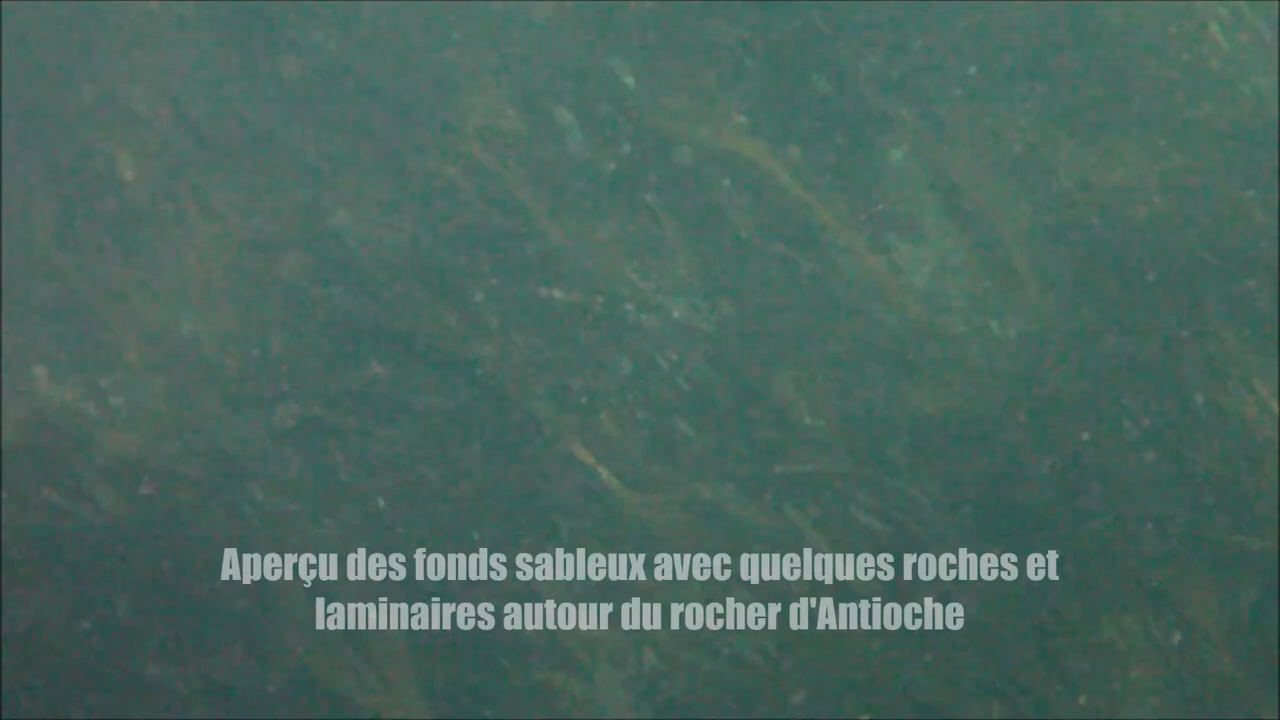 Aperçu des fonds sableux avec quelques roches et
laminaires autour du rocher d'Antioche